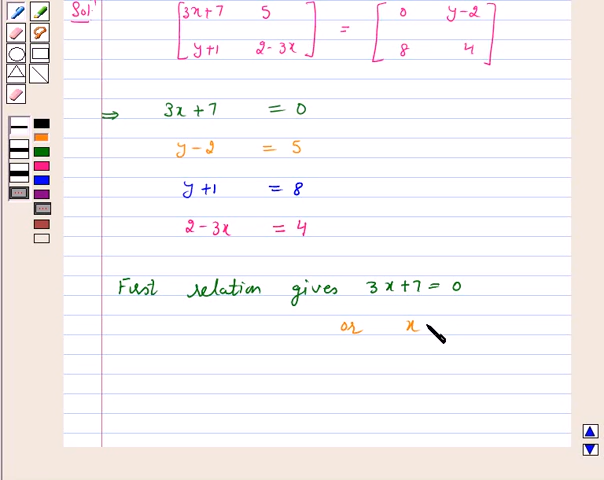 Sol'
[3x+7 5] = [0 y-2]
[y+1 2-3x] [8 4]
⇒ 3x+7 = 0
y-2 = 5
y+1 = 8
2-3x = 4
First relation gives 3x+7=0
or x